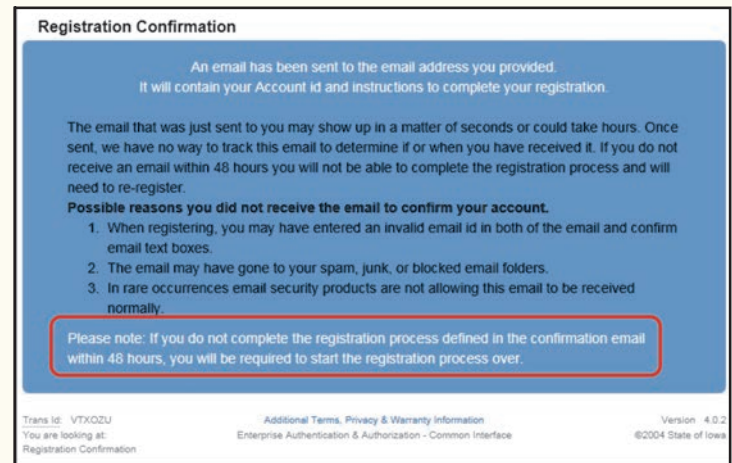 Registration Confirmation
An email has been sent to the email address you provided.
It will contain your Account id and instructions to complete your registration.
The email that was just sent to you may show up in a matter of seconds or could take hours. Once
sent, we have no way to track this email to determine if or when you have received it. If you do not
receive an email within 48 hours you will not be able to complete the registration process and will
need to re-register.
Possible reasons you did not receive the email to confirm your account.
1. When registering, you may have entered an invalid email id in both of the email and confirm
email text boxes.
2. The email may have gone to your spam, junk, or blocked email folders.
3. In rare occurrences email security products are not allowing this email to be received
normally.
Please note: If you do not complete the registration process defined in the confirmation email
within 48 hours, you will be required to start the registration process over.
Trans Id: VTXOZU Additional Terms, Privacy & Warranty Information Version 4.0.2
You are looking at: Enterprise Authentication & Authorization - Common Interface ©2004 State of Iowa
Registration Confirmation